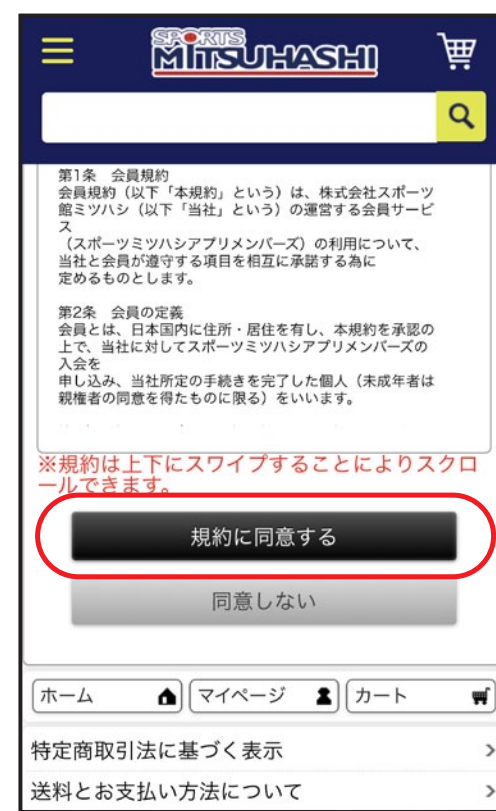 SPORTS
MITSUHASHI
第1条　会員規約
会員規約（以下「本規約」という）は、株式会社スポーツ
館ミツハシ（以下「当社」という）の運営する会員サービ
ス
（スポーツミツハシアプリメンバーズ）の利用について、
当社と会員が遵守する項目を相互に承諾する為に
定めるものとします。
第2条　会員の定義
会員とは、日本国内に住所・居住を有し、本規約を承認の
上で、当社に対してスポーツミツハシアプリメンバーズの
入会を
申し込み、当社所定の手続きを完了した個人（未成年者は
親権者の同意を得たものに限る）をいいます。
※規約は上下にスワイプすることによりスクロ
ールできます。
規約に同意する
同意しない
ホーム
マイページ
カート
特定商取引法に基づく表示
送料とお支払い方法について